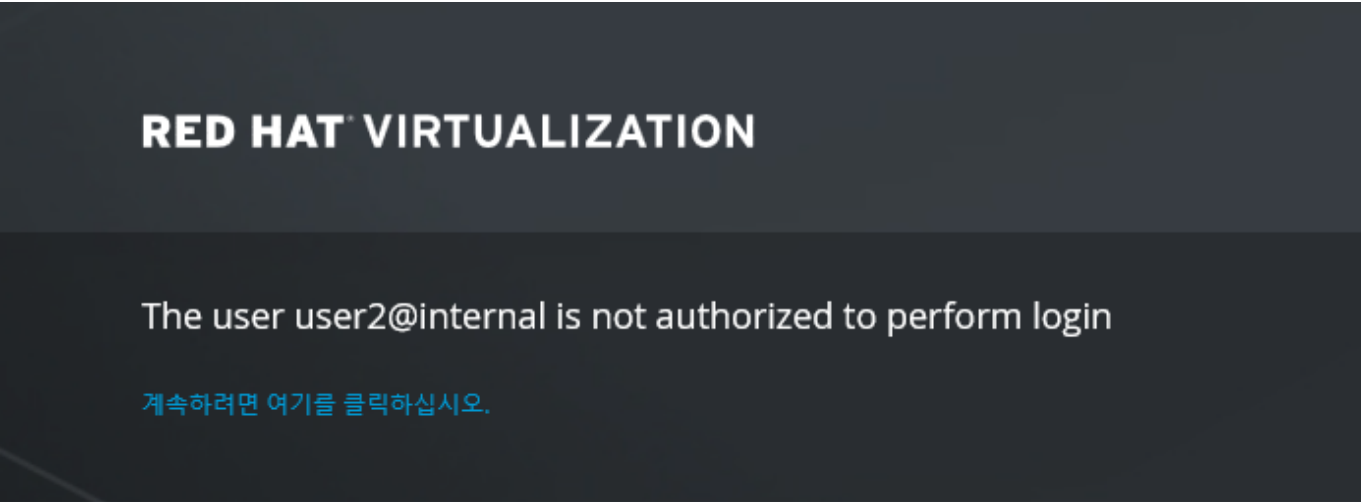 RED HAT VIRTUALIZATION
The user user2@internal is not authorized to perform login
계속하려면 여기를 클릭하십시오.